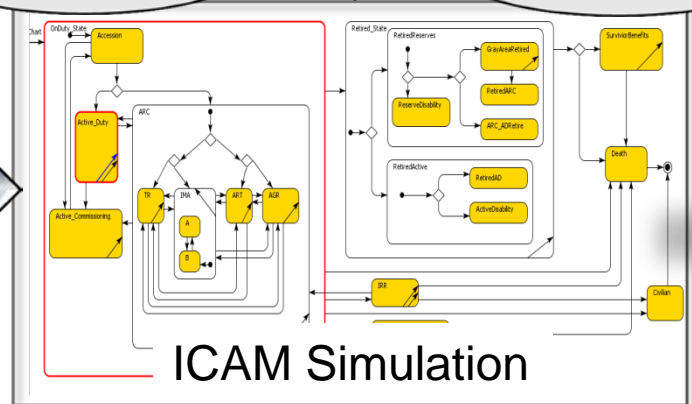 Chart
OnDuty_State
Accession
Active_Duty
Active_Commissioning
ARC
TR
IMA
A
B
ART
AGR
Retired_State
RetiredReserves
GrayAreaRetired
RetiredARC
ReserveDisability
ARC_ADRetire
RetiredActive
RetiredAD
ActiveDisability
SurviviorBenefits
Death
IRR
Civilian
ICAM Simulation